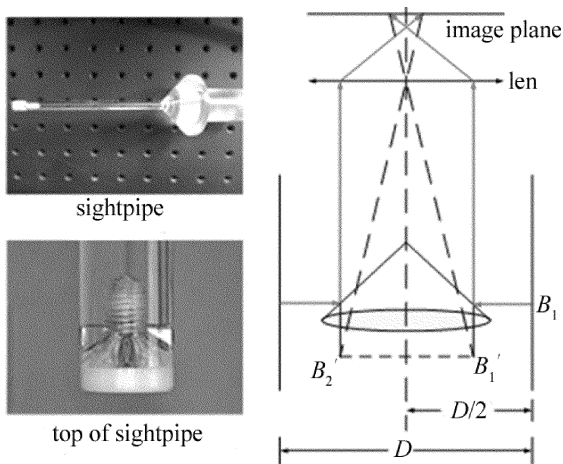 sightpipe
top of sightpipe
image plane
len
B₁
B₂′
B₁′
D/2
D